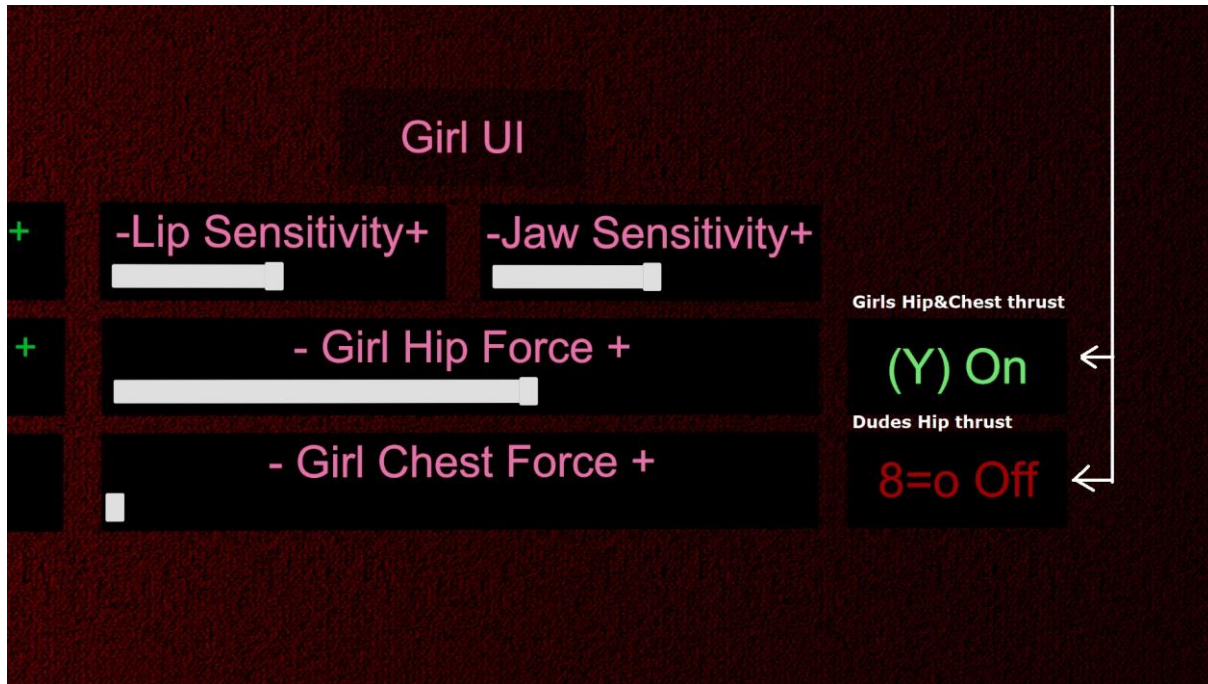 Girl UI
+
-Lip Sensitivity+
-Jaw Sensitivity+
Girls Hip&Chest thrust
+
- Girl Hip Force +
(Y) On
Dudes Hip thrust
- Girl Chest Force +
8=o Off